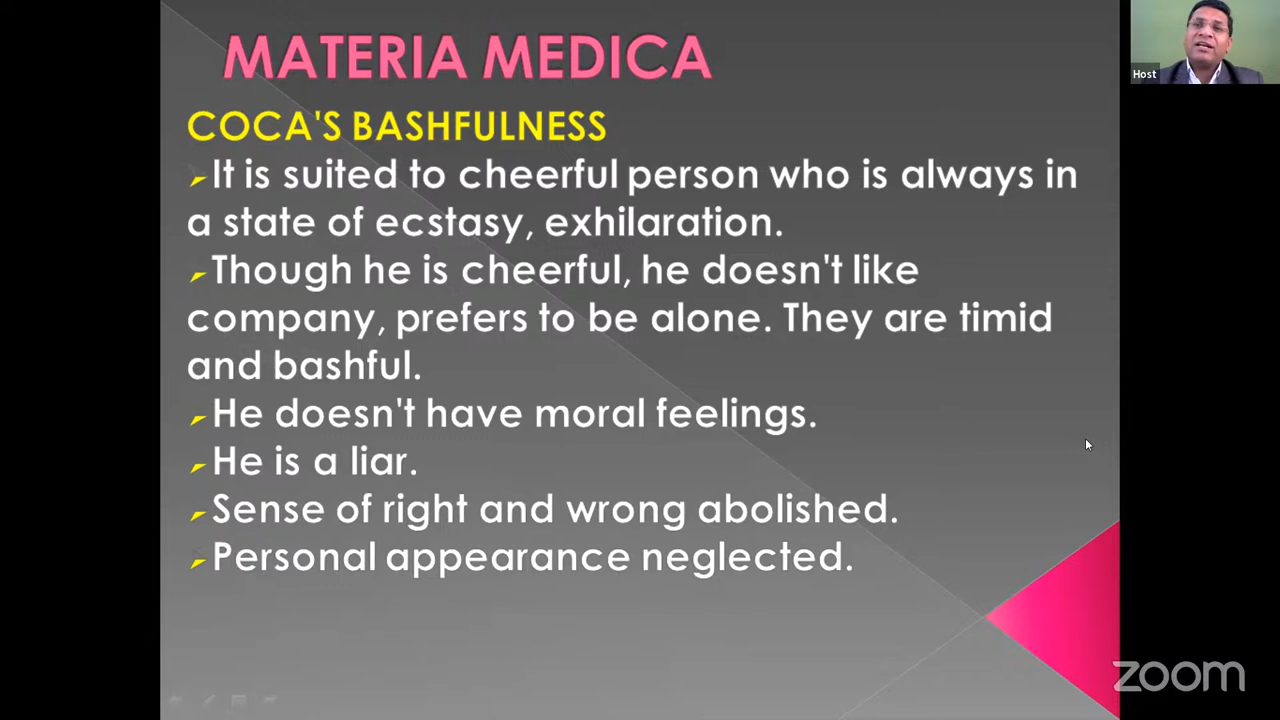 MATERIA MEDICA
Host
COCA'S BASHFULNESS
It is suited to cheerful person who is always in
a state of ecstasy, exhilaration.
Though he is cheerful, he doesn't like
company, prefers to be alone. They are timid
and bashful.
He doesn't have moral feelings.
He is a liar.
Sense of right and wrong abolished.
Personal appearance neglected.
zoom